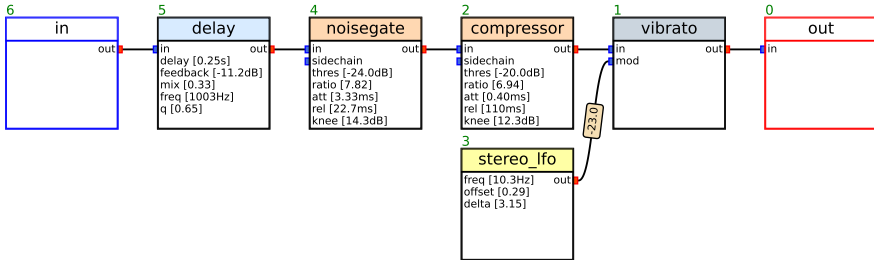 6
in
out
5
delay
in
out
delay [0.25s]
feedback [-11.2dB]
mix [0.33]
freq [1003Hz]
q [0.65]
4
noisegate
in
out
sidechain
thres [-24.0dB]
ratio [7.82]
att [3.33ms]
rel [22.7ms]
knee [14.3dB]
2
compressor
in
out
sidechain
thres [-20.0dB]
ratio [6.94]
att [0.40ms]
rel [110ms]
knee [12.3dB]
1
vibrato
in
out
mod
0
out
in
-23.0
3
stereo_lfo
freq [10.3Hz]
out
offset [0.29]
delta [3.15]